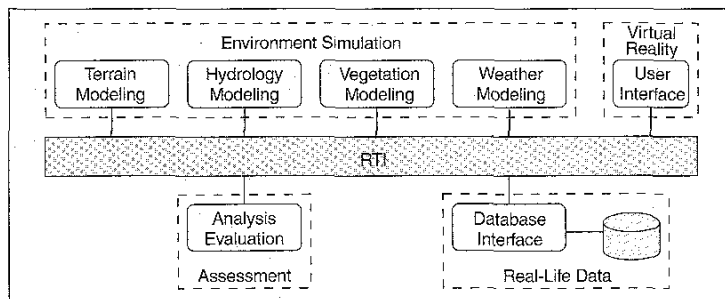 Environment Simulation
Virtual
Reality
Terrain
Modeling
Hydrology
Modeling
Vegetation
Modeling
Weather
Modeling
User
Interface
RTI
Analysis
Evaluation
Assessment
Database
Interface
Real-Life Data